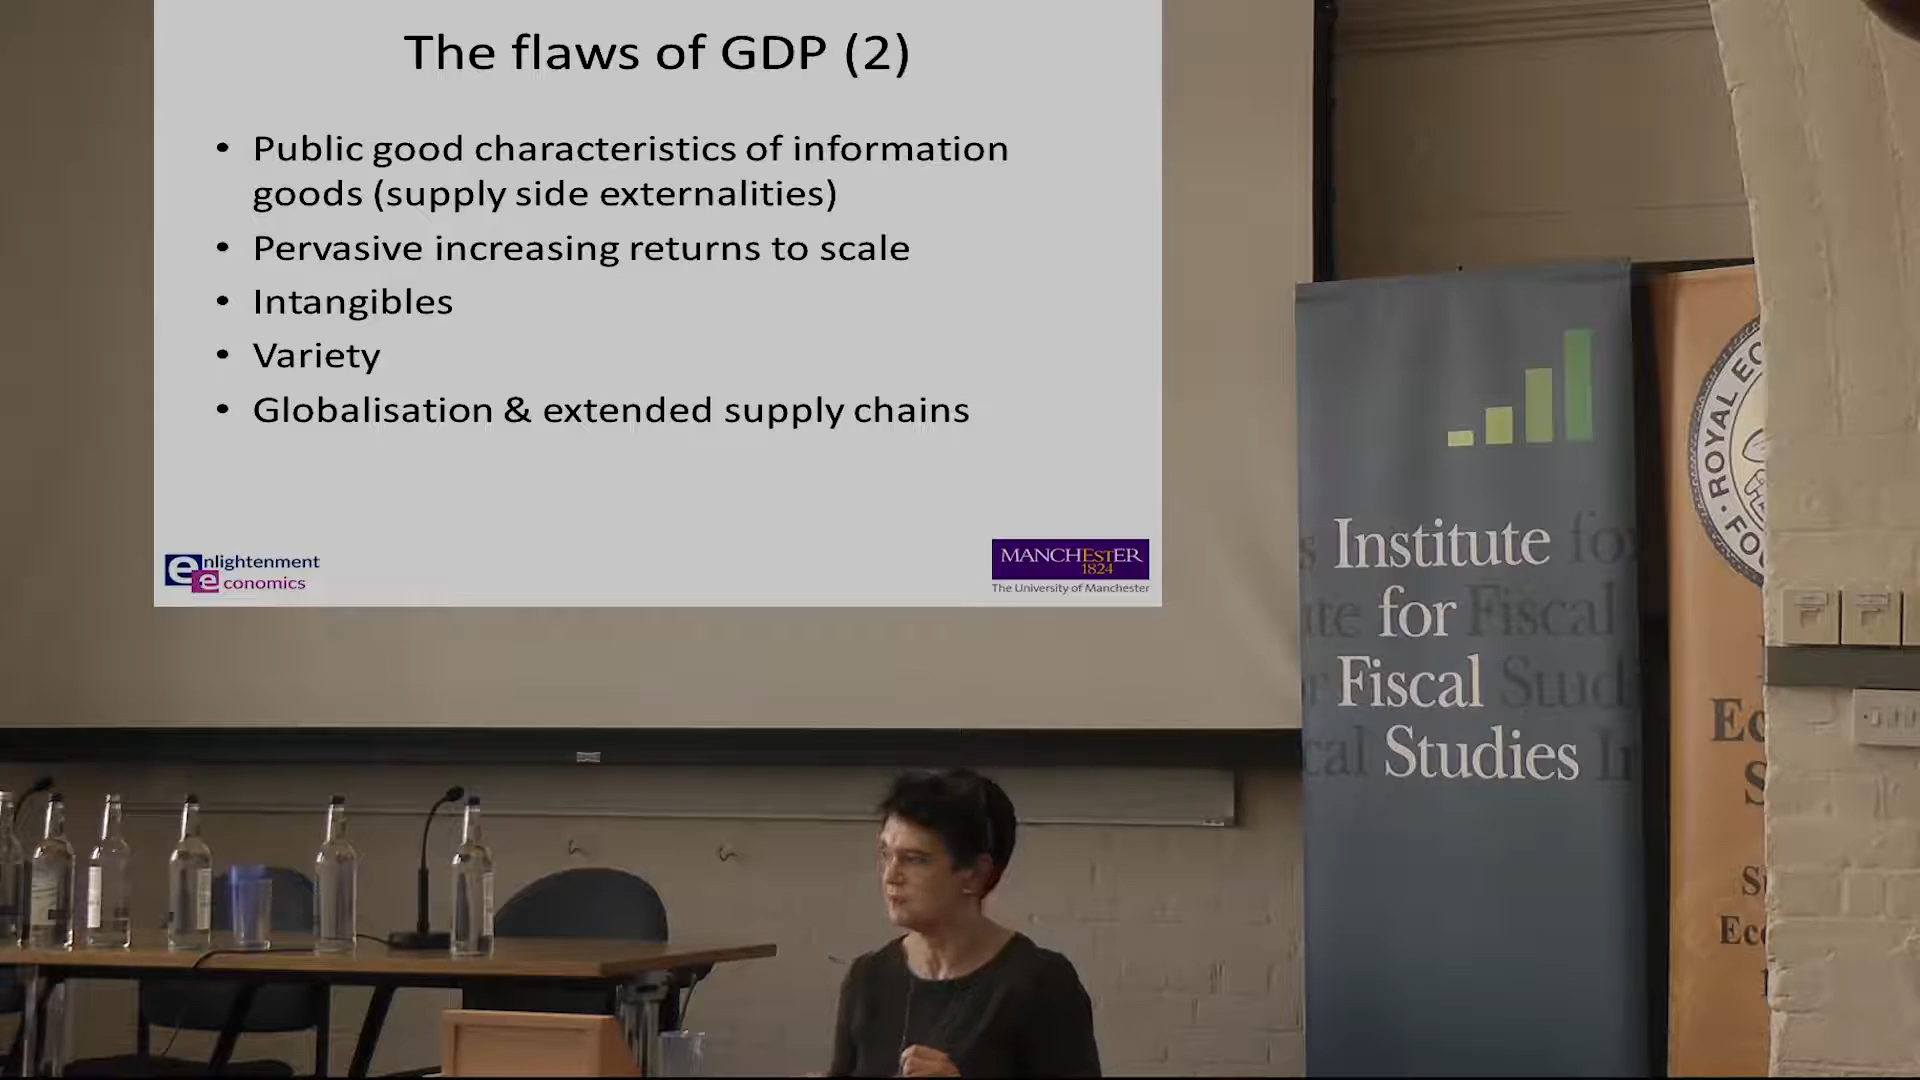 The flaws of GDP (2)
• Public good characteristics of information
goods (supply side externalities)
• Pervasive increasing returns to scale
• Intangibles
• Variety
• Globalisation & extended supply chains
enlightenment
economics
MANCHESTER
1824
The University of Manchester
Institute for
for Fiscal
Fiscal
Studies
ROYAL